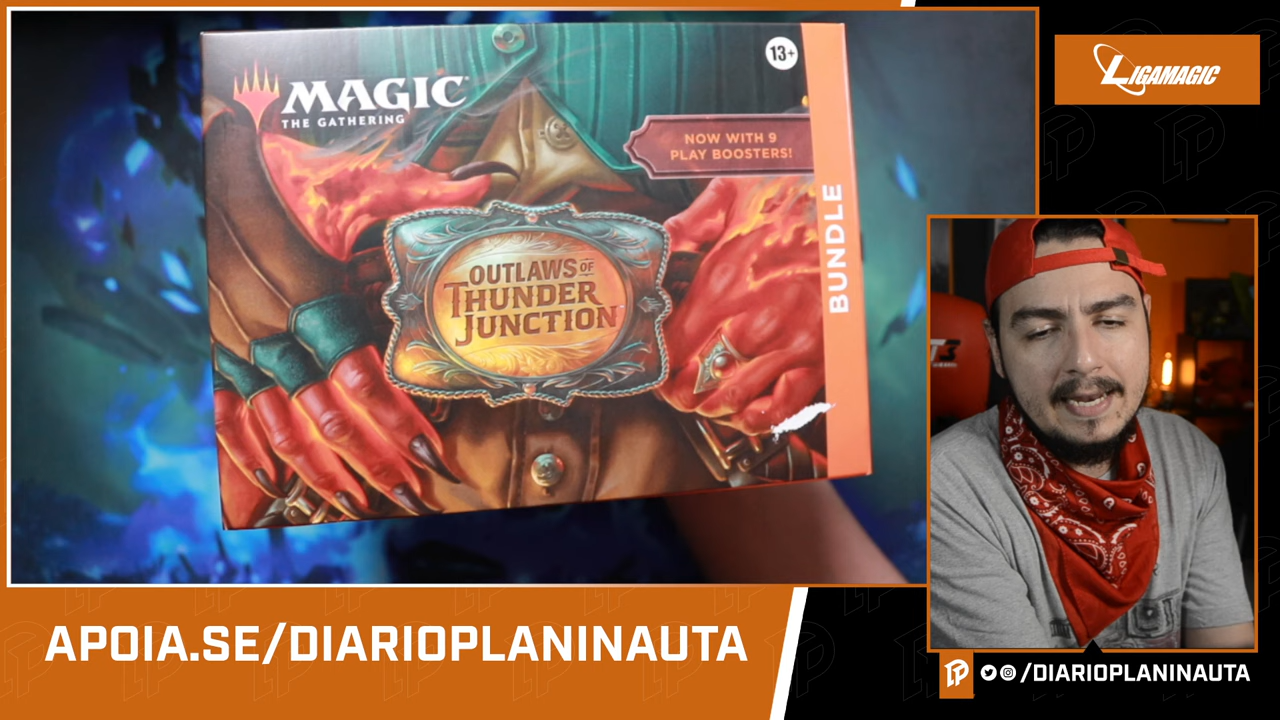 MAGIC
THE GATHERING
13+
NOW WITH 9
PLAY BOOSTERS!
OUTLAWS OF
THUNDER
JUNCTION
BUNDLE
LIGAMAGIC
T3
APOIA.SE/DIARIOPLANINAUTA
/DIARIOPLANINAUTA